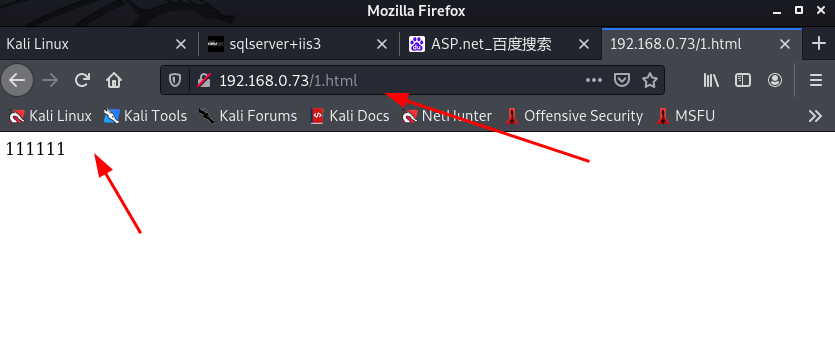 Mozilla Firefox
Kali Linux sqlserver+iis3 ASP.net_百度搜索 192.168.0.73/1.html
192.168.0.73/1.html
Kali Linux Kali Tools Kali Forums Kali Docs NetHunter Offensive Security MSFU
111111